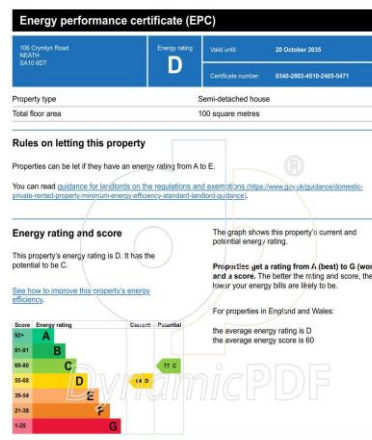 Energy performance certificate (EPC)
106 Crymlyn Road
NEATH
SA10 6DT
Energy rating
D
Valid until:
20 October 2035
Certificate number:
0340-2803-4510-2405-5471
Property type
Semi-detached house
Total floor area
100 square metres
Rules on letting this property
Properties can be let if they have an energy rating from A to E.
You can read guidance for landlords on the regulations and exemptions (https://www.gov.uk/guidance/domestic-
private-rented-property-minimum-energy-efficiency-standard-landlord-guidance).
Energy rating and score
This property's energy rating is D. It has the
potential to be C.
See how to improve this property's energy
efficiency.
The graph shows this property's current and
potential energy rating.
Properties get a rating from A (best) to G (wor
and a score. The better the rating and score, the
lower your energy bills are likely to be.
For properties in England and Wales:
the average energy rating is D
the average energy score is 60
Score Energy rating Current Potential
92+ A
81-91 B
69-80 C 77 C
55-68 D D
39-54 E
21-38 F
1-20 G
DynamicPDF
®